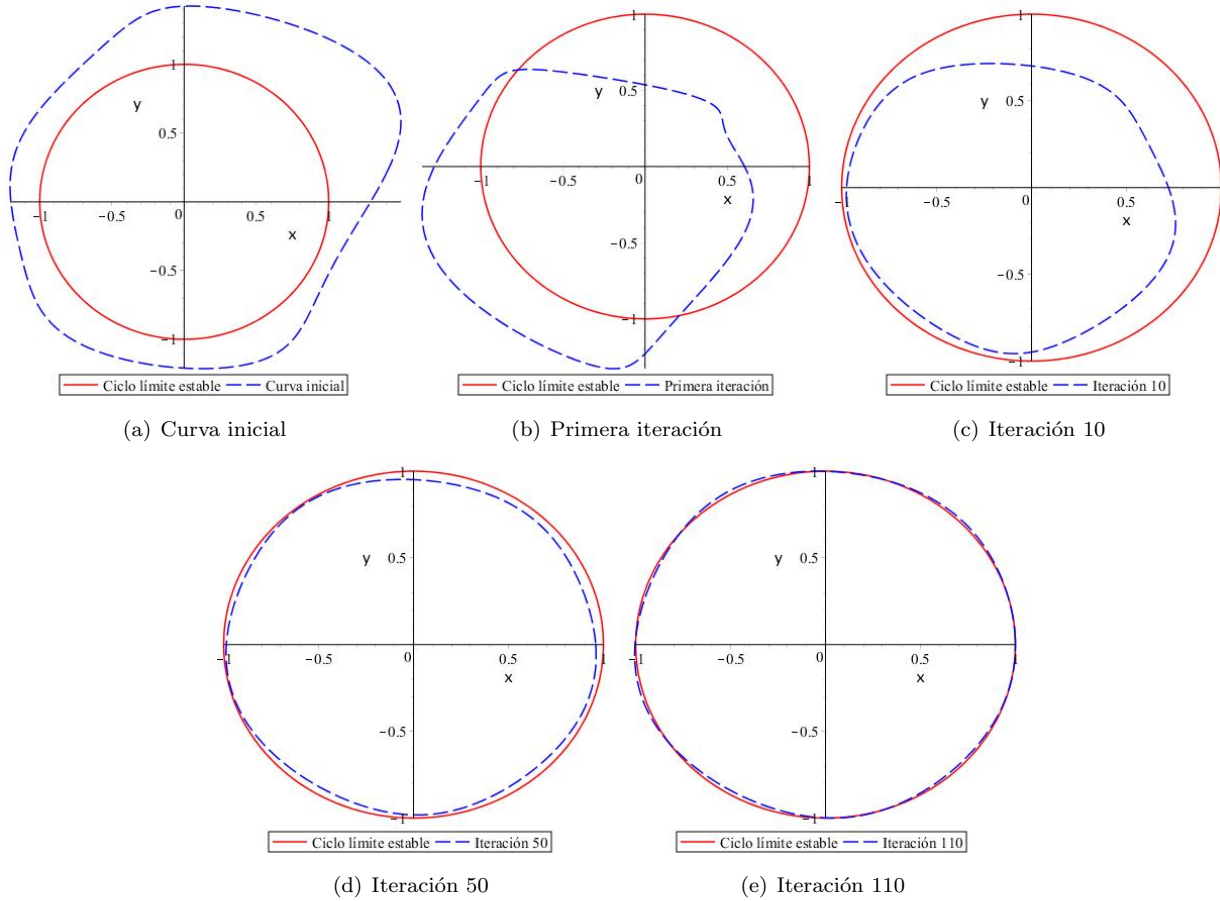 1
y
0.5
-1
-0.5
0
0.5
1
x
-0.5
-1
Ciclo límite estable
Curva inicial
(a) Curva inicial
1
y
0.5
-1
-0.5
0
0.5
1
x
-0.5
-1
Ciclo límite estable
Primera iteración
(b) Primera iteración
1
y
0.5
-0.5
0
0.5
x
-0.5
-1
Ciclo límite estable
Iteración 10
(c) Iteración 10
1
y
0.5
-1
-0.5
0
0.5
1
x
-0.5
-1
Ciclo límite estable
Iteración 50
(d) Iteración 50
1
y
0.5
-1
-0.5
0
0.5
1
x
-0.5
-1
Ciclo límite estable
Iteración 110
(e) Iteración 110